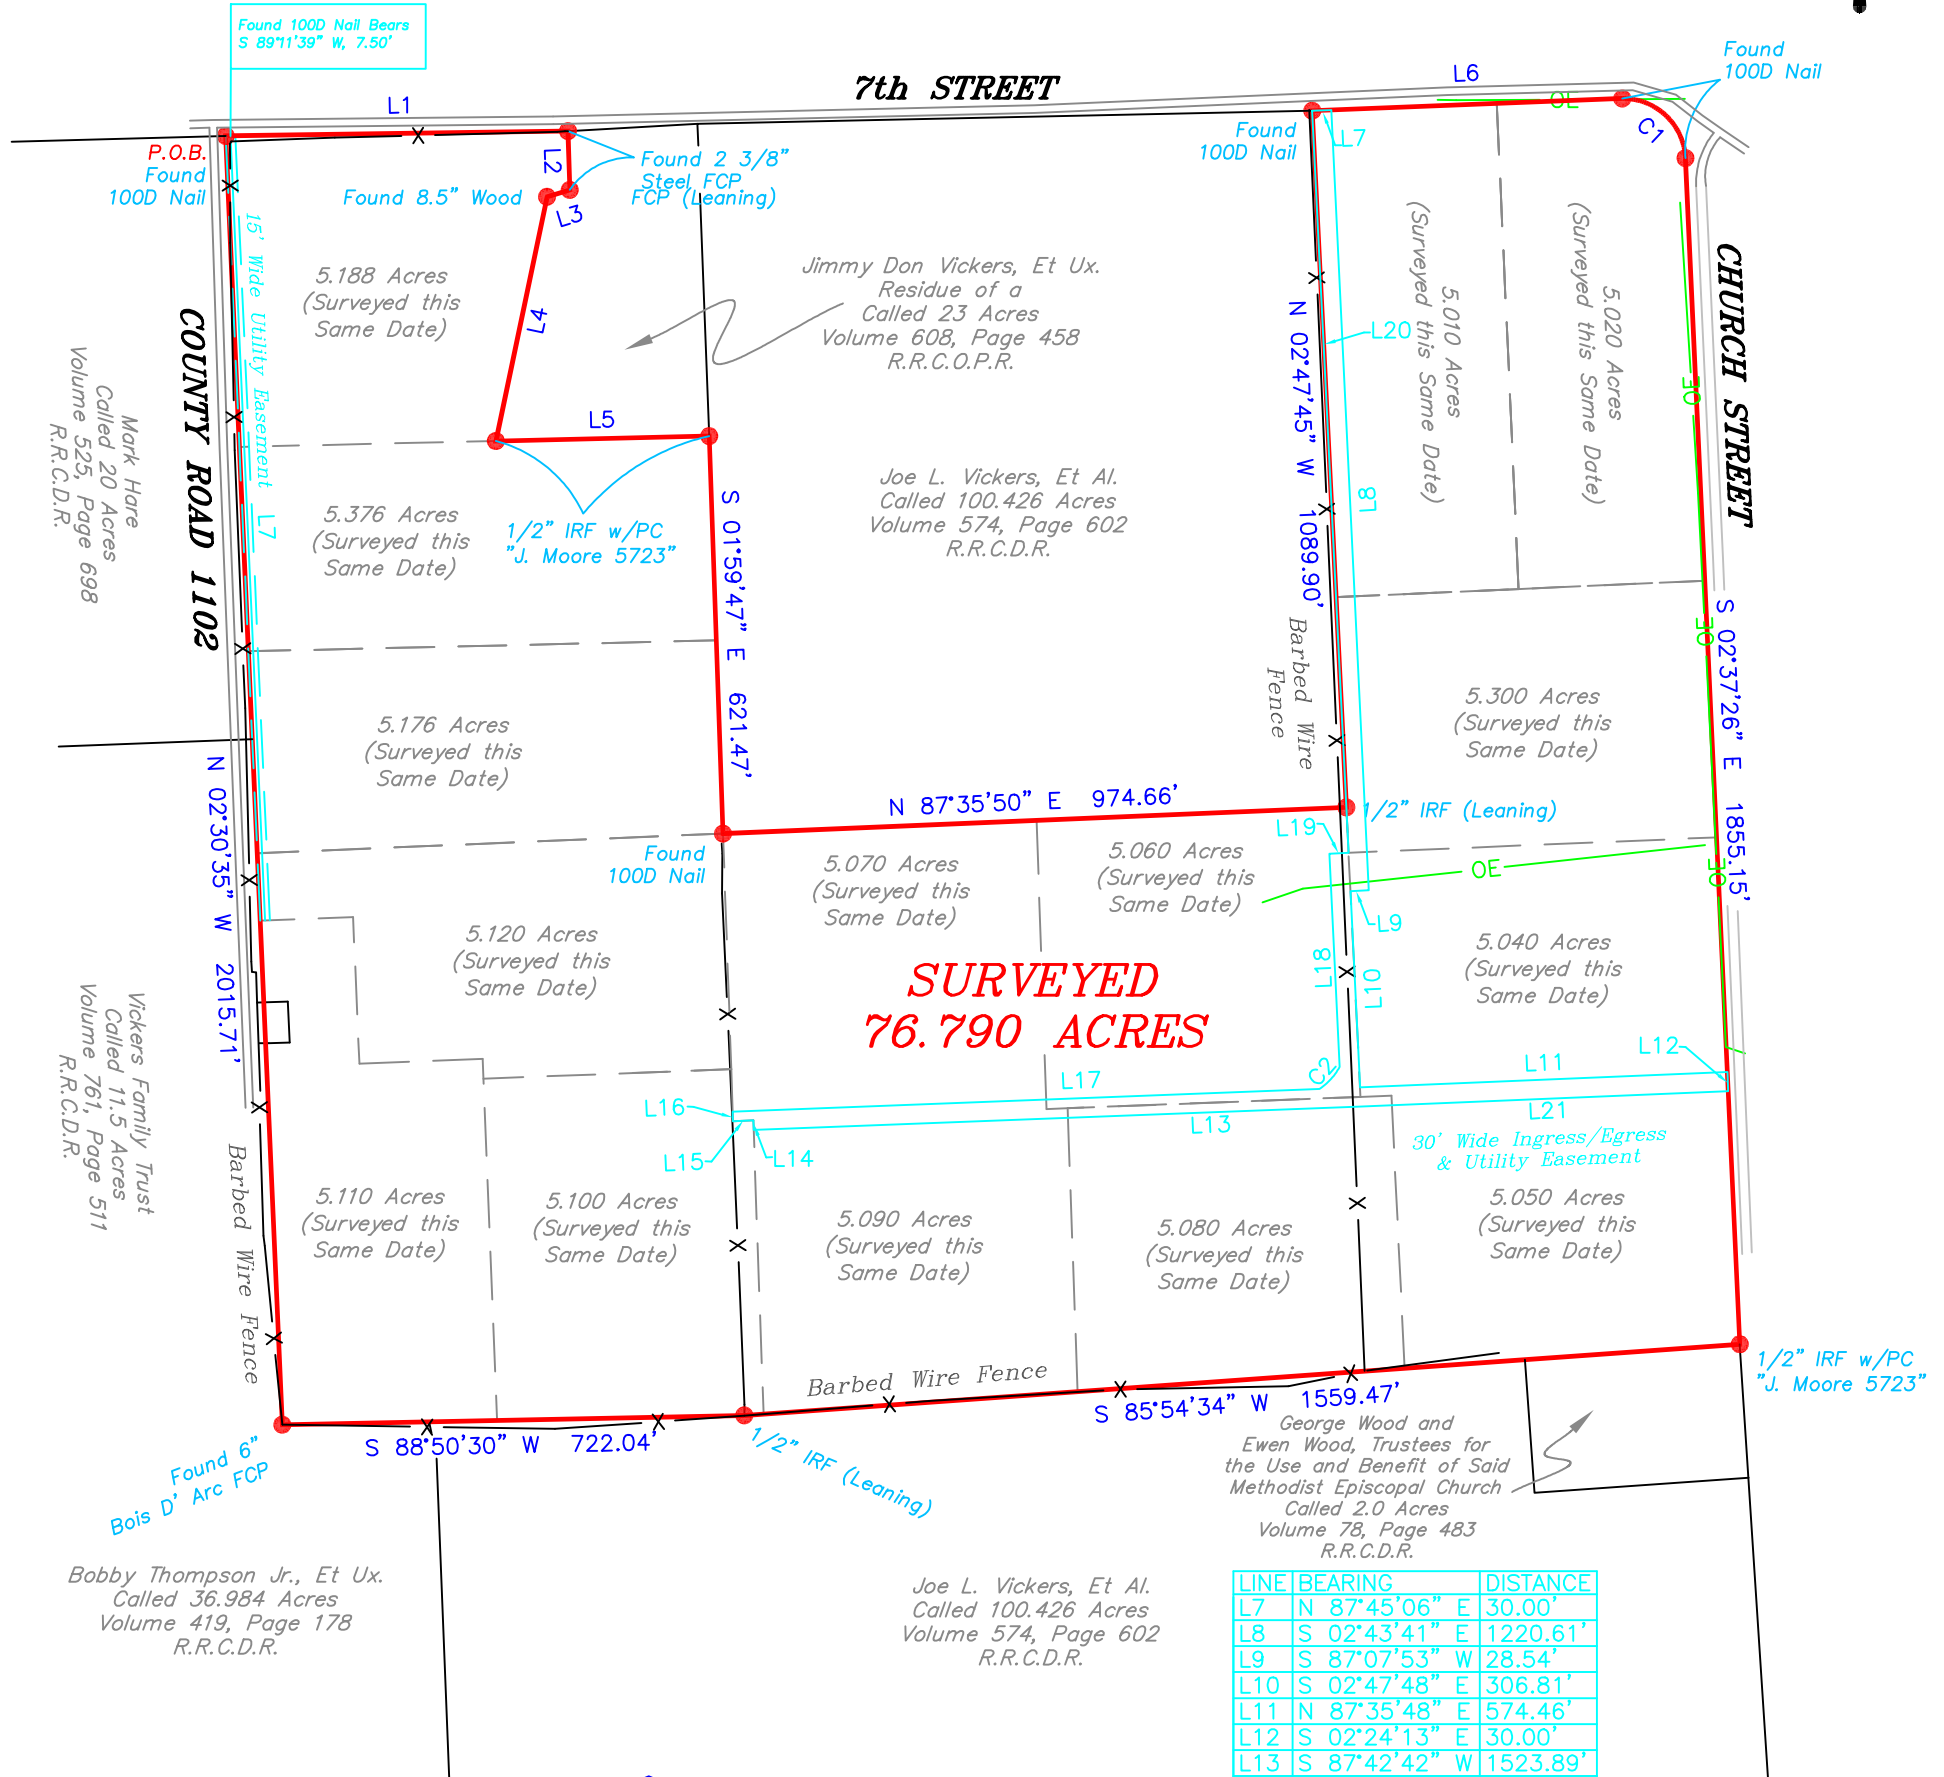 Found 100D Nail Bears
S 89°11'39" W, 7.50'
7th STREET
L1
L6
Found
100D Nail
OL
C1
P.O.B.
Found
100D Nail
L2
Found 2 3/8"
Steel FCP
Found 8.5" Wood
FCP (Leaning)
L3
Found
100D Nail
L7
15' Wide Utility Easement
L7
5.188 Acres
(Surveyed this
Same Date)
L4
Jimmy Don Vickers, Et Ux.
Residue of a
Called 23 Acres
Volume 608, Page 458
R.R.C.O.P.R.
N 02°47'45" W 1089.90'
L20
L8
5.010 Acres
(Surveyed this Same Date)
5.020 Acres
(Surveyed this Same Date)
CHURCH STREET
OE
COUNTY ROAD 1102
Mark Hare
Called 20 Acres
Volume 525, Page 698
R.R.C.D.R.
L5
5.376 Acres
(Surveyed this
Same Date)
1/2" IRF w/PC
"J. Moore 5723"
S 01°59'47" E 621.47'
Joe L. Vickers, Et Al.
Called 100.426 Acres
Volume 574, Page 602
R.R.C.D.R.
Barbed Wire
Fence
OE
S 02°37'26" E 1855.15'
5.300 Acres
(Surveyed this
Same Date)
5.176 Acres
(Surveyed this
Same Date)
N 02°30'35" W 2015.71'
N 87°35'50" E 974.66'
1/2" IRF (Leaning)
L19
Found
100D Nail
5.070 Acres
(Surveyed this
Same Date)
5.060 Acres
(Surveyed this
Same Date)
OE
OE
L9
5.120 Acres
(Surveyed this
Same Date)
SURVEYED
76.790 ACRES
L18
L10
5.040 Acres
(Surveyed this
Same Date)
Vickers Family Trust
Called 11.5 Acres
Volume 761, Page 511
R.R.C.D.R.
L12
L11
C2
L17
L16
L13
L21
L15
L14
30' Wide Ingress/Egress
& Utility Easement
Barbed Wire Fence
5.110 Acres
(Surveyed this
Same Date)
5.100 Acres
(Surveyed this
Same Date)
5.090 Acres
(Surveyed this
Same Date)
5.080 Acres
(Surveyed this
Same Date)
5.050 Acres
(Surveyed this
Same Date)
Barbed Wire Fence
S 85°54'34" W 1559.47'
1/2" IRF w/PC
"J. Moore 5723"
S 88°50'30" W 722.04'
1/2" IRF (Leaning)
Found 6"
Bois D' Arc FCP
George Wood and
Ewen Wood, Trustees for
the Use and Benefit of Said
Methodist Episcopal Church
Called 2.0 Acres
Volume 78, Page 483
R.R.C.D.R.
Bobby Thompson Jr., Et Ux.
Called 36.984 Acres
Volume 419, Page 178
R.R.C.D.R.
Joe L. Vickers, Et Al.
Called 100.426 Acres
Volume 574, Page 602
R.R.C.D.R.
LINE BEARING DISTANCE
L7 N 87°45'06" E 30.00'
L8 S 02°43'41" E 1220.61'
L9 S 87°07'53" W 28.54'
L10 S 02°47'48" E 306.81'
L11 N 87°35'48" E 574.46'
L12 S 02°24'13" E 30.00'
L13 S 87°42'42" W 1523.89'